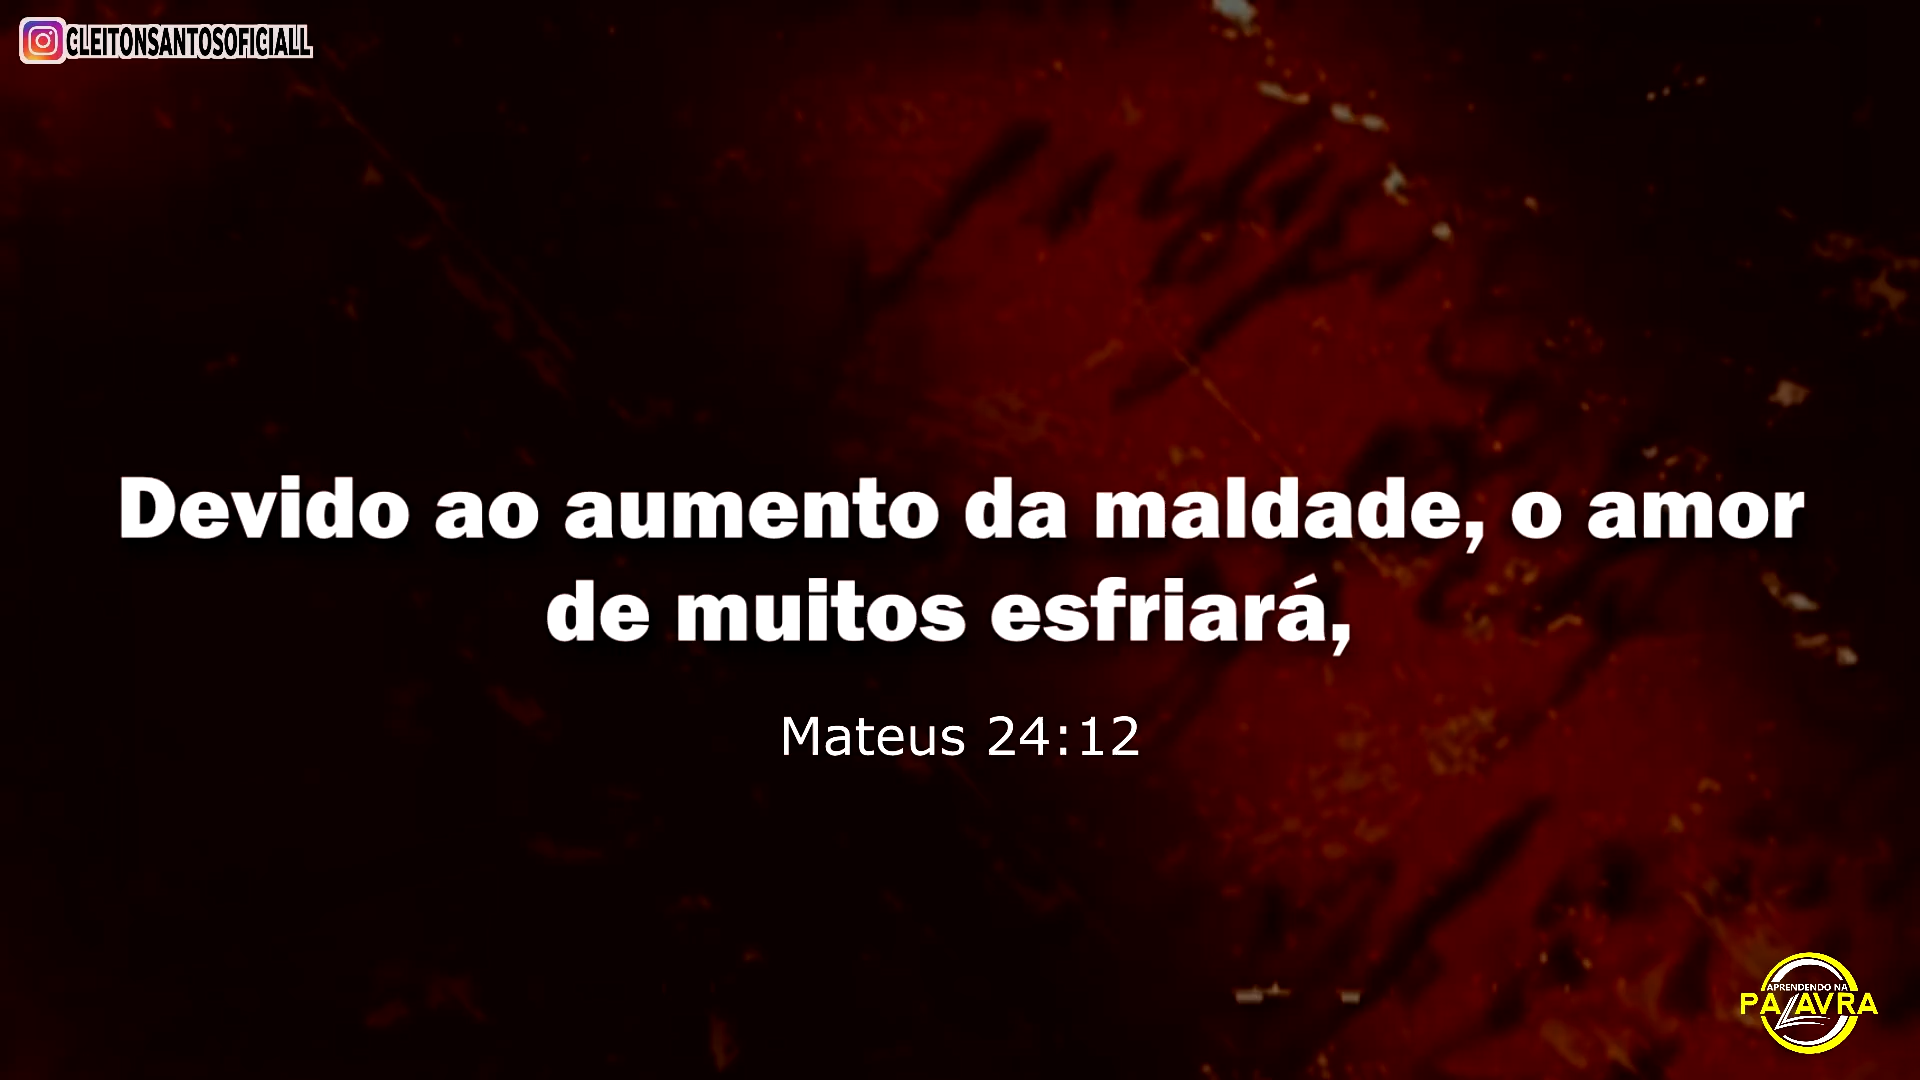 CLEITONSANTOSOFICIALL
Devido ao aumento da maldade, o amor
de muitos esfriará,
Mateus 24:12
APRENDENDO NA
PALAVRA